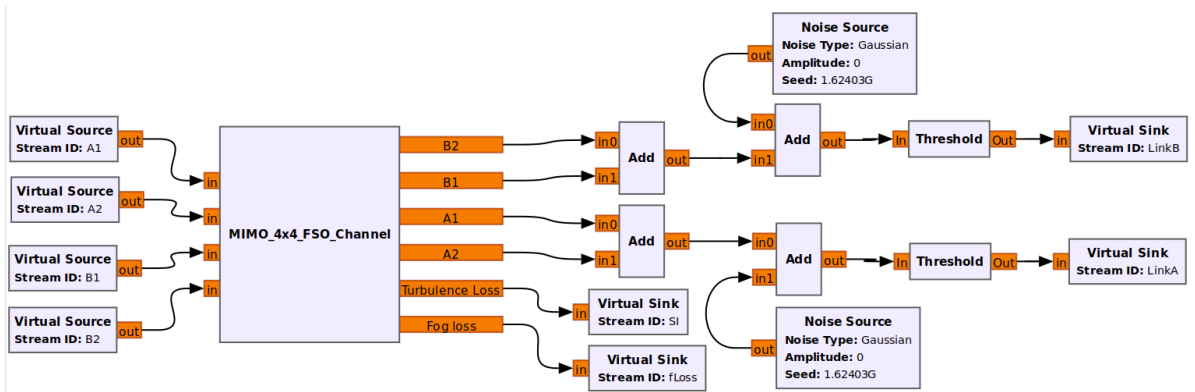 Noise Source
Noise Type: Gaussian
Amplitude: 0
Seed: 1.62403G
out
Virtual Source
Stream ID: A1
out
Virtual Source
Stream ID: A2
out
Virtual Source
Stream ID: B1
out
Virtual Source
Stream ID: B2
out
in
in
in
in
MIMO_4x4_FSO_Channel
B2
B1
A1
A2
Turbulence Loss
Fog loss
in0
in1
Add
out
in0
in1
Add
out
In
Threshold
Out
in
Virtual Sink
Stream ID: LinkB
in0
in1
Add
out
in0
in1
Add
out
In
Threshold
Out
in
Virtual Sink
Stream ID: LinkA
in
Virtual Sink
Stream ID: SI
in
Virtual Sink
Stream ID: fLoss
out
Noise Source
Noise Type: Gaussian
Amplitude: 0
Seed: 1.62403G